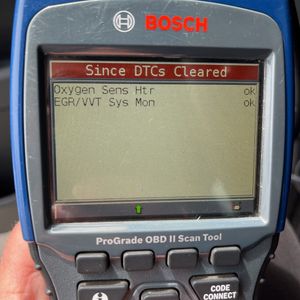 BOSCH
Since DTCs Cleared
Oxygen Sens Htr ok
EGR/VVT Sys Mon ok
ProGrade OBD II Scan Tool
CODE
CONNECT